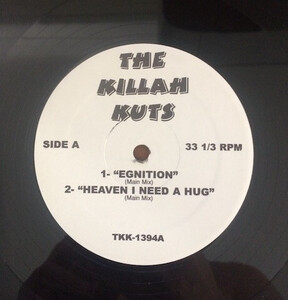 THE
KILLAH
KUTS
SIDE A 33 1/3 RPM
1- “EGNITION”
(Main Mix)
2- “HEAVEN I NEED A HUG”
(Main Mix)
TKK-1394A